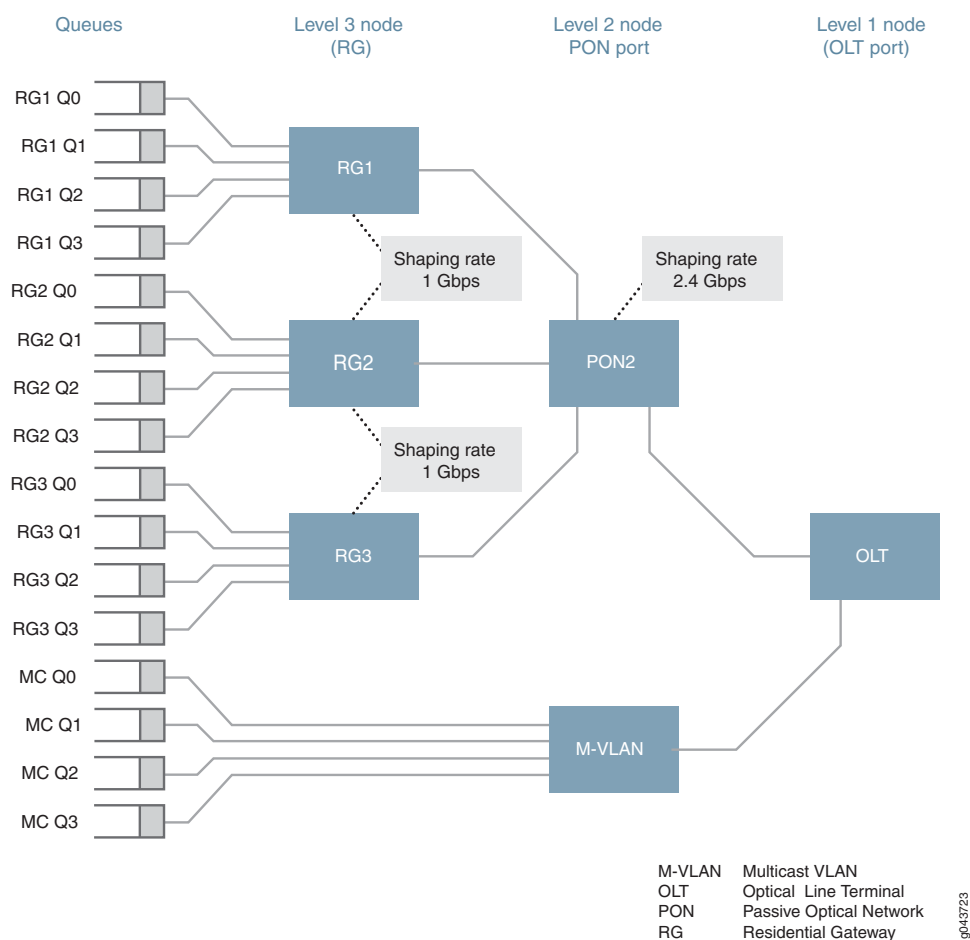 Queues
Level 3 node
(RG)
Level 2 node
PON port
Level 1 node
(OLT port)
RG1 Q0
RG1 Q1
RG1 Q2
RG1 Q3
RG2 Q0
RG2 Q1
RG2 Q2
RG2 Q3
RG3 Q0
RG3 Q1
RG3 Q2
RG3 Q3
MC Q0
MC Q1
MC Q2
MC Q3
RG1
Shaping rate
1 Gbps
RG2
Shaping rate
1 Gbps
RG3
Shaping rate
2.4 Gbps
PON2
M-VLAN
OLT
M-VLAN Multicast VLAN
OLT Optical Line Terminal
PON Passive Optical Network
RG Residential Gateway
g043723